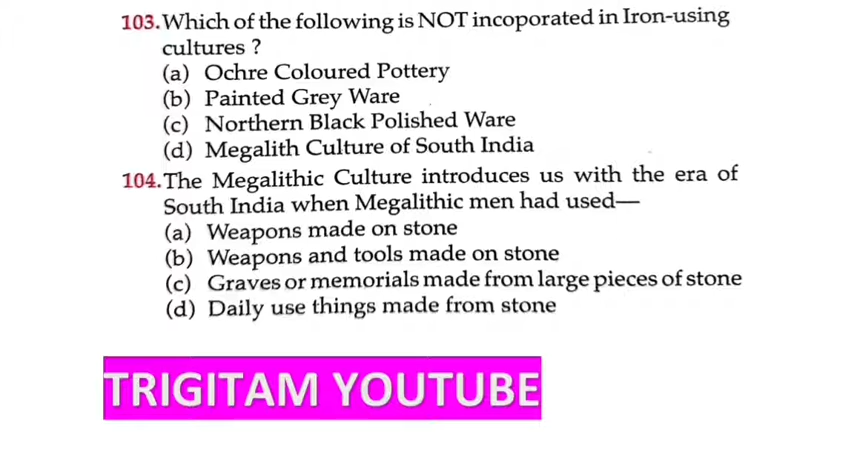 103. Which of the following is NOT incoporated in Iron-using
cultures ?
(a) Ochre Coloured Pottery
(b) Painted Grey Ware
(c) Northern Black Polished Ware
(d) Megalith Culture of South India
104. The Megalithic Culture introduces us with the era of
South India when Megalithic men had used—
(a) Weapons made on stone
(b) Weapons and tools made on stone
(c) Graves or memorials made from large pieces of stone
(d) Daily use things made from stone
TRIGITAM YOUTUBE